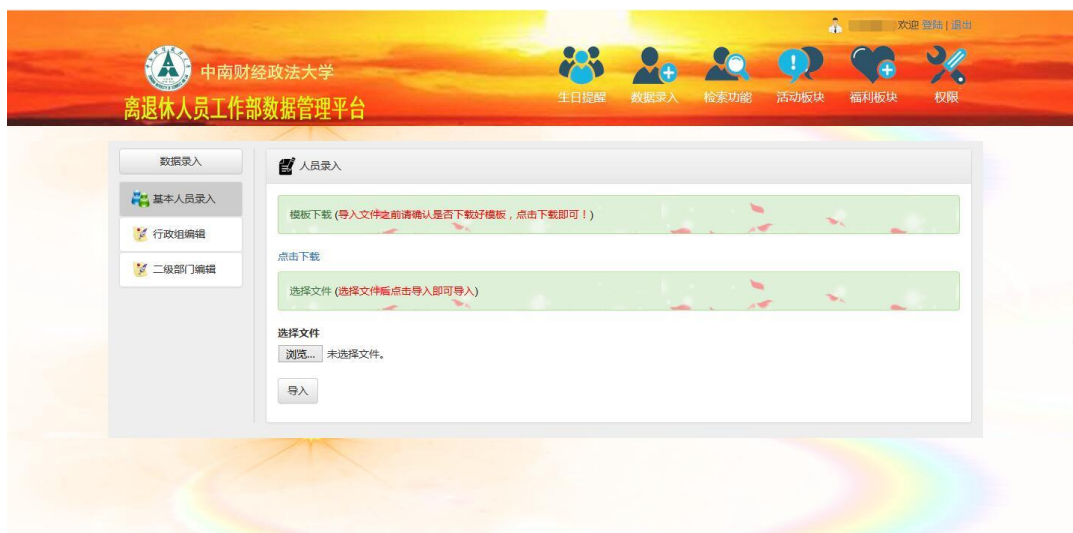 欢迎 登陆 | 退出
中南财经政法大学
离退休人员工作部数据管理平台
生日提醒 数据录入 检索功能 活动板块 福利板块 权限
数据录入
基本人员录入
行政组编辑
二级部门编辑
人员录入
模板下载 (导入文件之前请确认是否下载好模板，点击下载即可！)
点击下载
选择文件 (选择文件后点击导入即可导入)
选择文件
浏览... 未选择文件。
导入